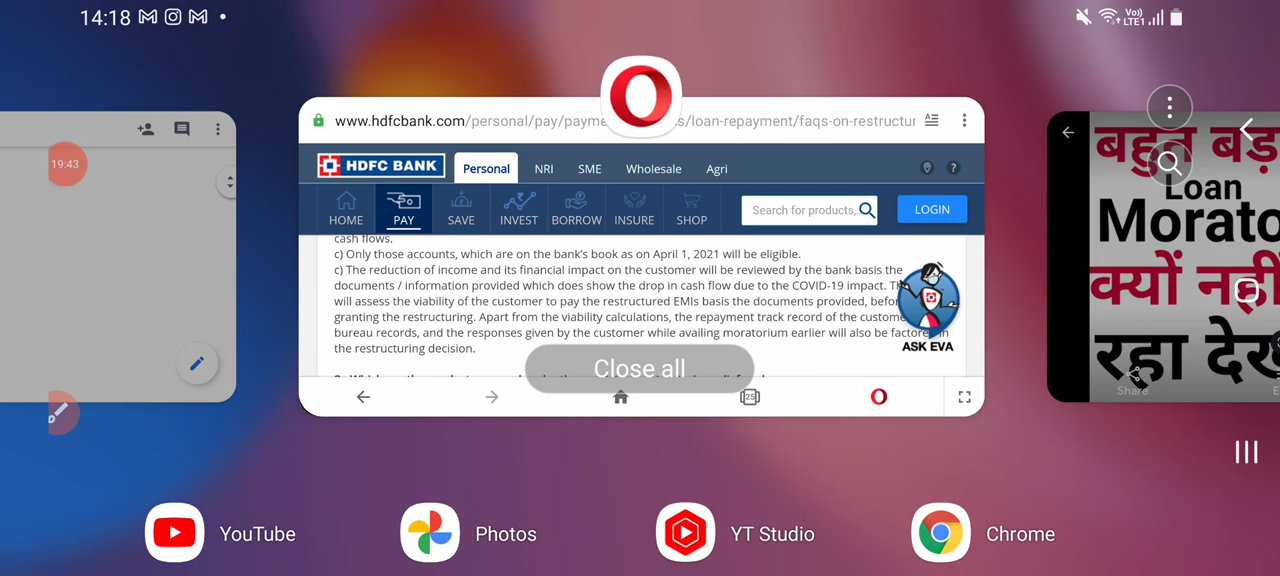 14:18
Vo)
LTE1
19:43
www.hdfcbank.com/personal/pay/payme
s/loan-repayment/faqs-on-restructur
HDFC BANK
Personal
NRI
SME
Wholesale
Agri
?
HOME
PAY
SAVE
INVEST
BORROW
INSURE
SHOP
Search for products,
LOGIN
cash flows.
c) Only those accounts, which are on the bank's book as on April 1, 2021 will be eligible.
c) The reduction of income and its financial impact on the customer will be reviewed by the bank basis the
documents / information provided which does show the drop in cash flow due to the COVID-19 impact.
will assess the viability of the customer to pay the restructured EMIs basis the documents provided, befor
granting the restructuring. Apart from the viability calculations, the repayment track record of the custome
bureau records, and the responses given by the customer while availing moratorium earlier will also be factore in
the restructuring decision.
ASK EVA
Close all
25
बहुत बड़
Loan
Morato
क्यों नही
रहा देर
Share
YouTube
Photos
YT Studio
Chrome